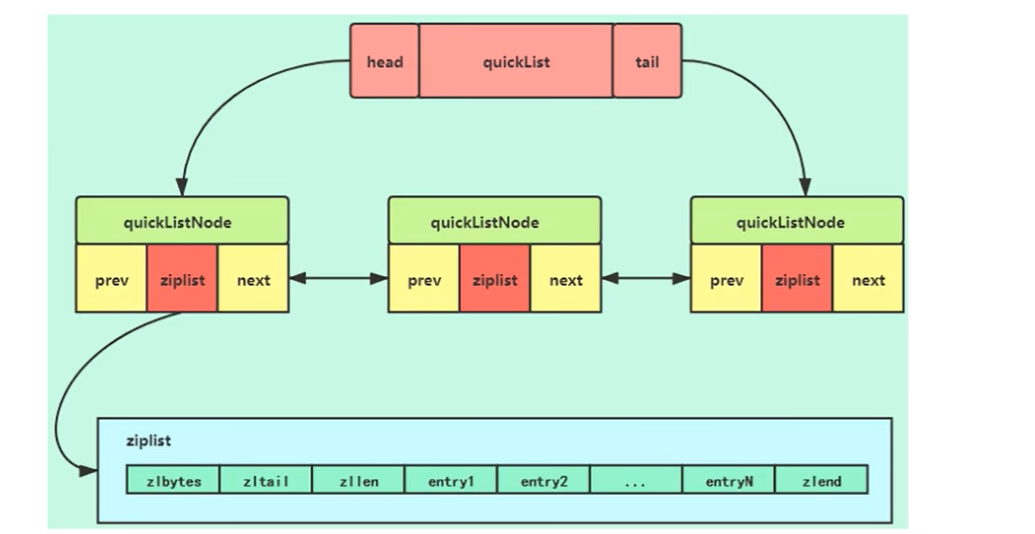 head quickList tail
quickListNode quickListNode quickListNode
prev ziplist next prev ziplist next prev ziplist next
ziplist
zlbytes zltail zllen entry1 entry2 ... entryN zlend